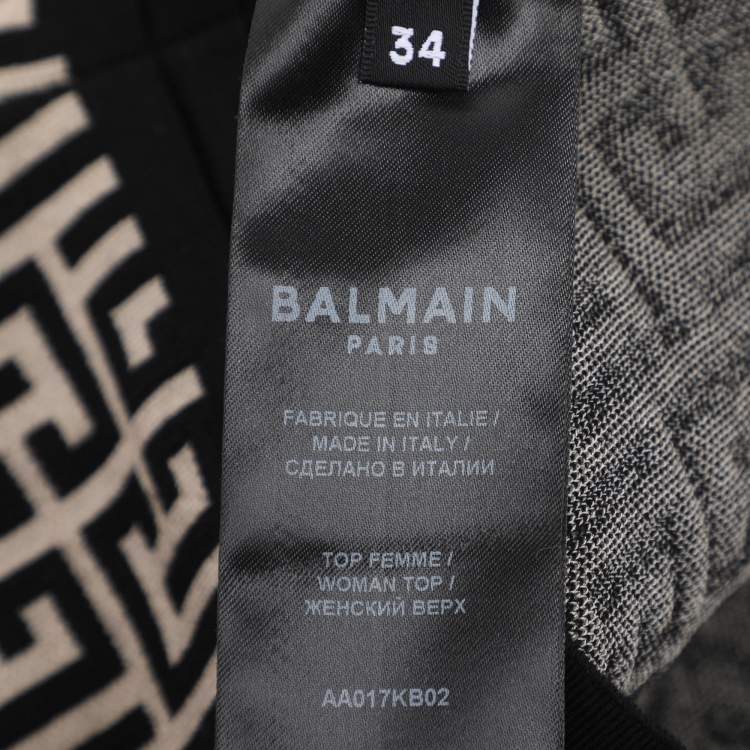 34
BALMAIN
PARIS
FABRIQUE EN ITALIE /
MADE IN ITALY /
СДЕЛАНО В ИТАЛИИ
TOP FEMME /
WOMAN TOP /
ЖЕНСКИЙ ВЕРХ
AA017KB02